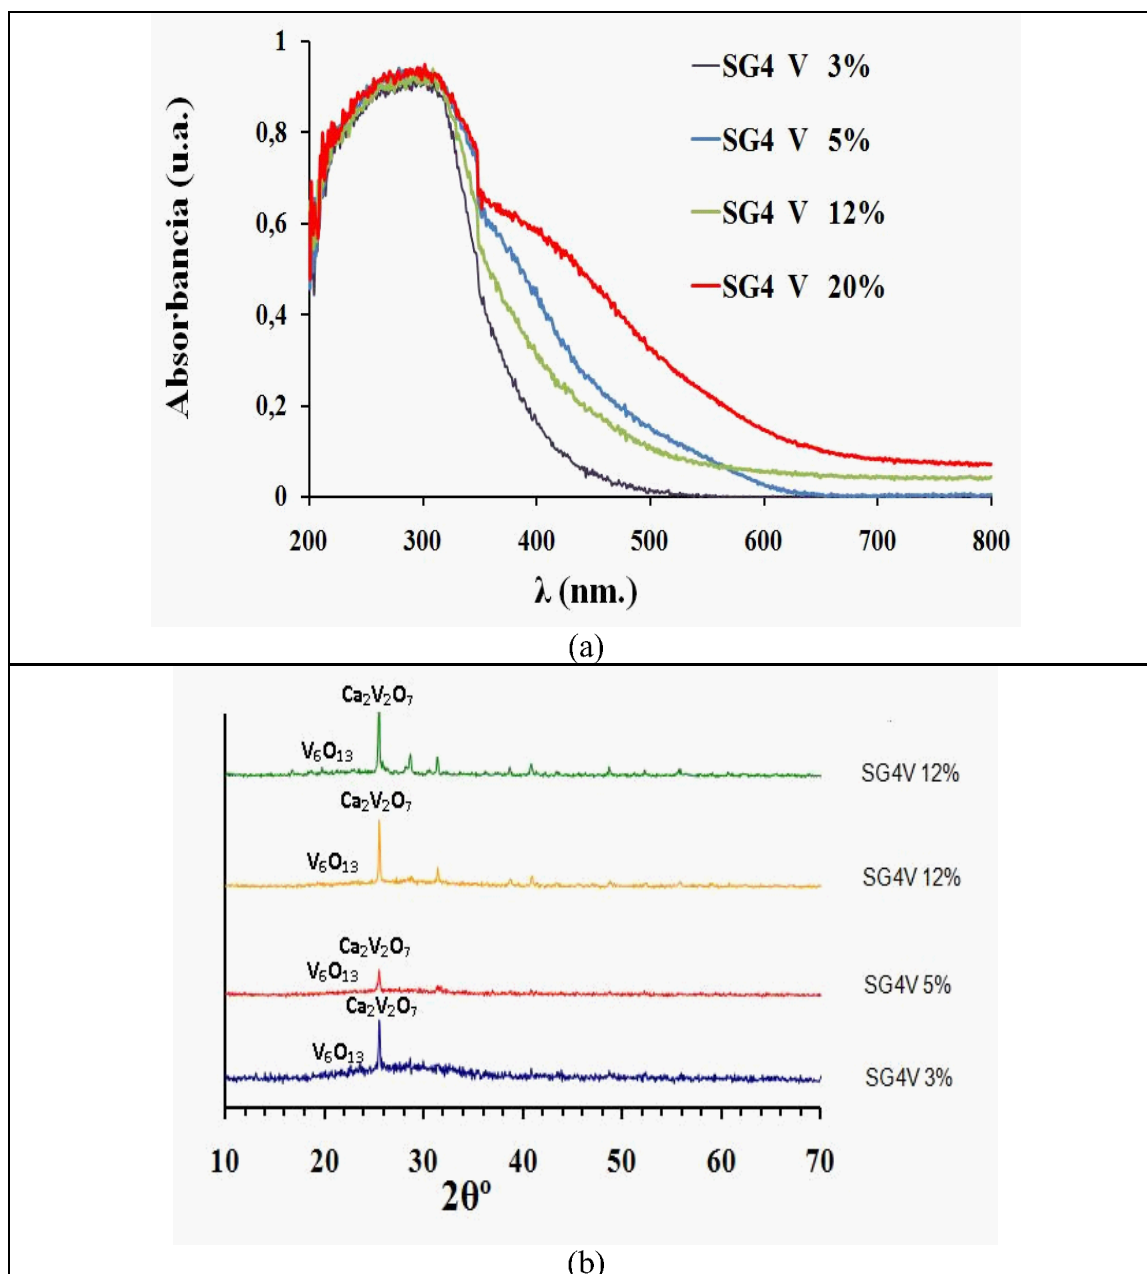 1
0,8
0,6
0,4
0,2
0
Absorbancia (u.a.)
SG4 V 3%
SG4 V 5%
SG4 V 12%
SG4 V 20%
200 300 400 500 600 700 800
λ (nm.)
(a)
Ca₂V₂O₇
V₆O₁₃
SG4V 12%
Ca₂V₂O₇
V₆O₁₃
SG4V 12%
Ca₂V₂O₇
V₆O₁₃
SG4V 5%
Ca₂V₂O₇
V₆O₁₃
SG4V 3%
10 20 30 40 50 60 70
2θº
(b)